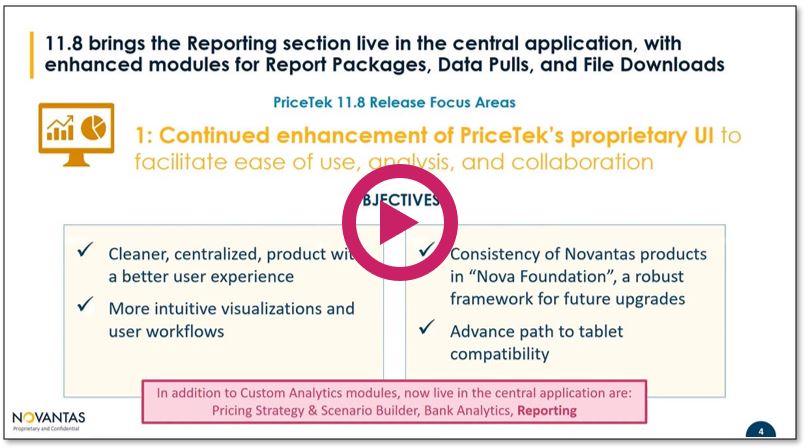 11.8 brings the Reporting section live in the central application, with
enhanced modules for Report Packages, Data Pulls, and File Downloads
PriceTek 11.8 Release Focus Areas
1: Continued enhancement of PriceTek's proprietary UI to
facilitate ease of use, analysis, and collaboration
BJECTIVES
Cleaner, centralized, product
a better user experience
More intuitive visualizations and
user workflows
Consistency of Novantas products
in "Nova Foundation", a robust
framework for future upgrades
Advance path to tablet
compatibility
In addition to Custom Analytics modules, now live in the central application are:
Pricing Strategy & Scenario Builder, Bank Analytics, Reporting
NOVANTAS
Proprietary and Confidential
4